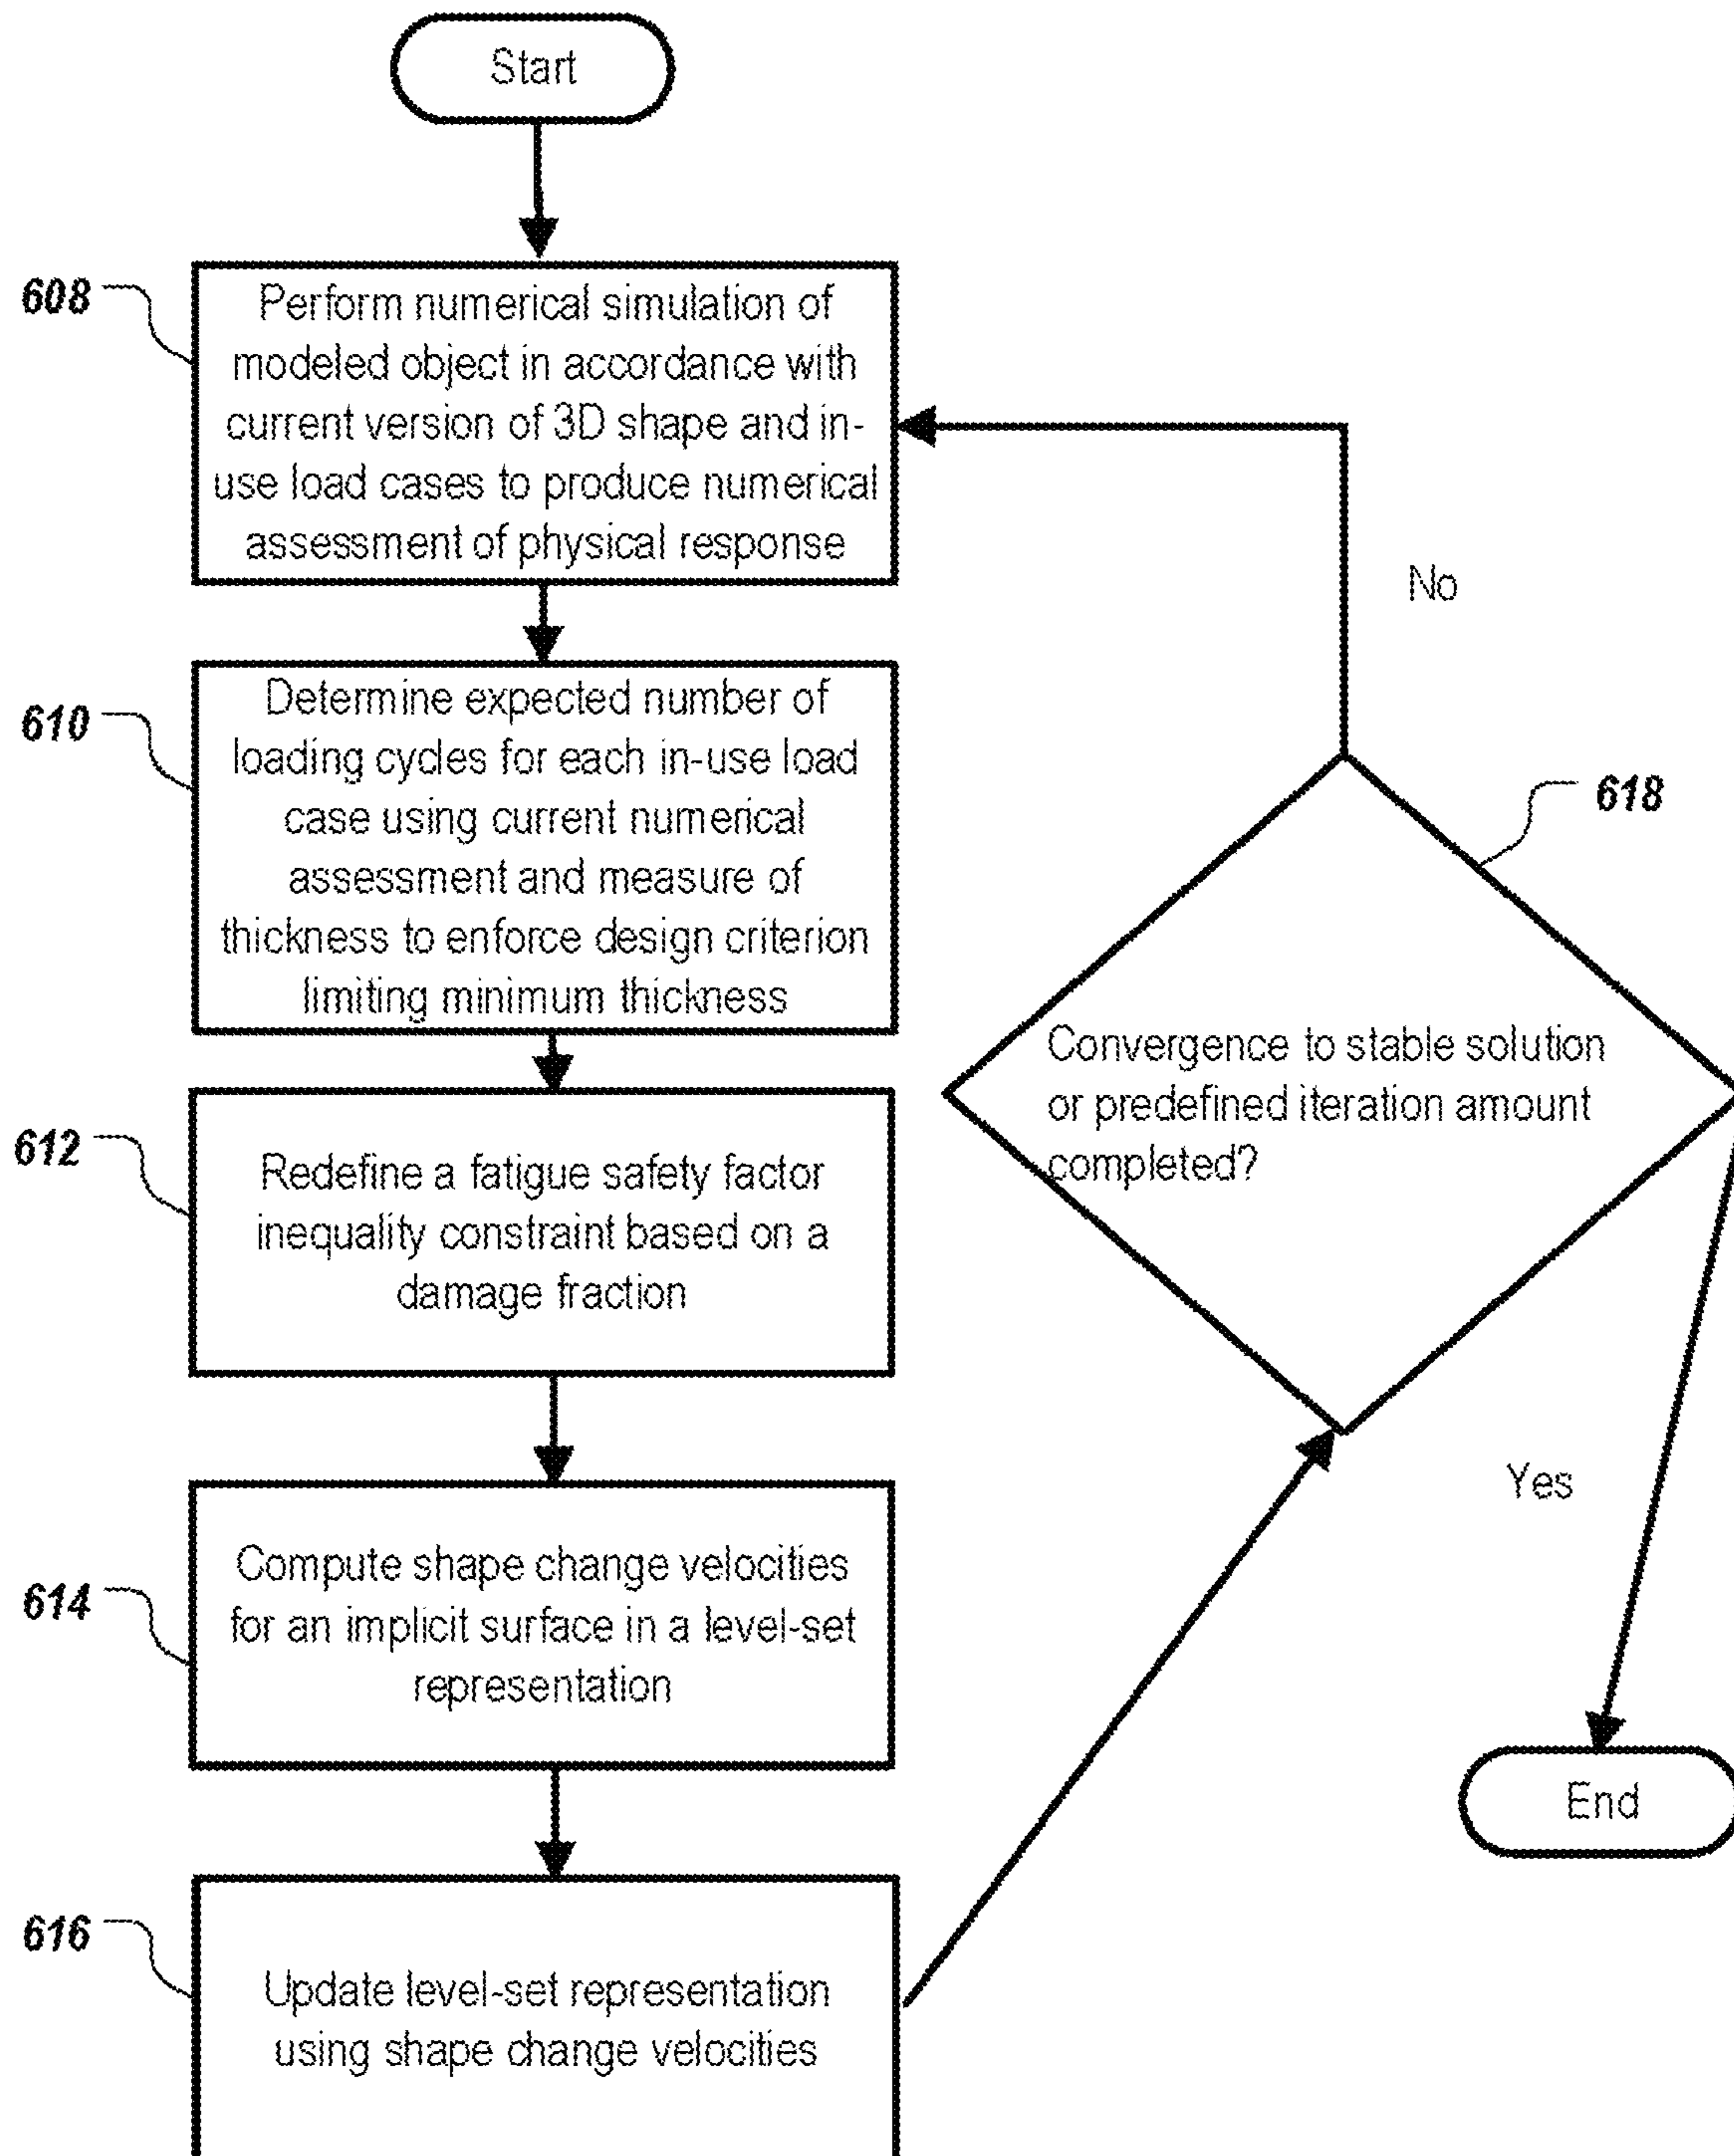 Start
608
Perform numerical simulation of
modeled object in accordance with
current version of 3D shape and in-
use load cases to produce numerical
assessment of physical response
No
610
Determine expected number of
loading cycles for each in-use load
case using current numerical
assessment and measure of
thickness to enforce design criterion
limiting minimum thickness
618
Convergence to stable solution
or predefined iteration amount
completed?
612
Redefine a fatigue safety factor
inequality constraint based on a
damage fraction
Yes
614
Compute shape change velocities
for an implicit surface in a level-set
representation
End
616
Update level-set representation
using shape change velocities